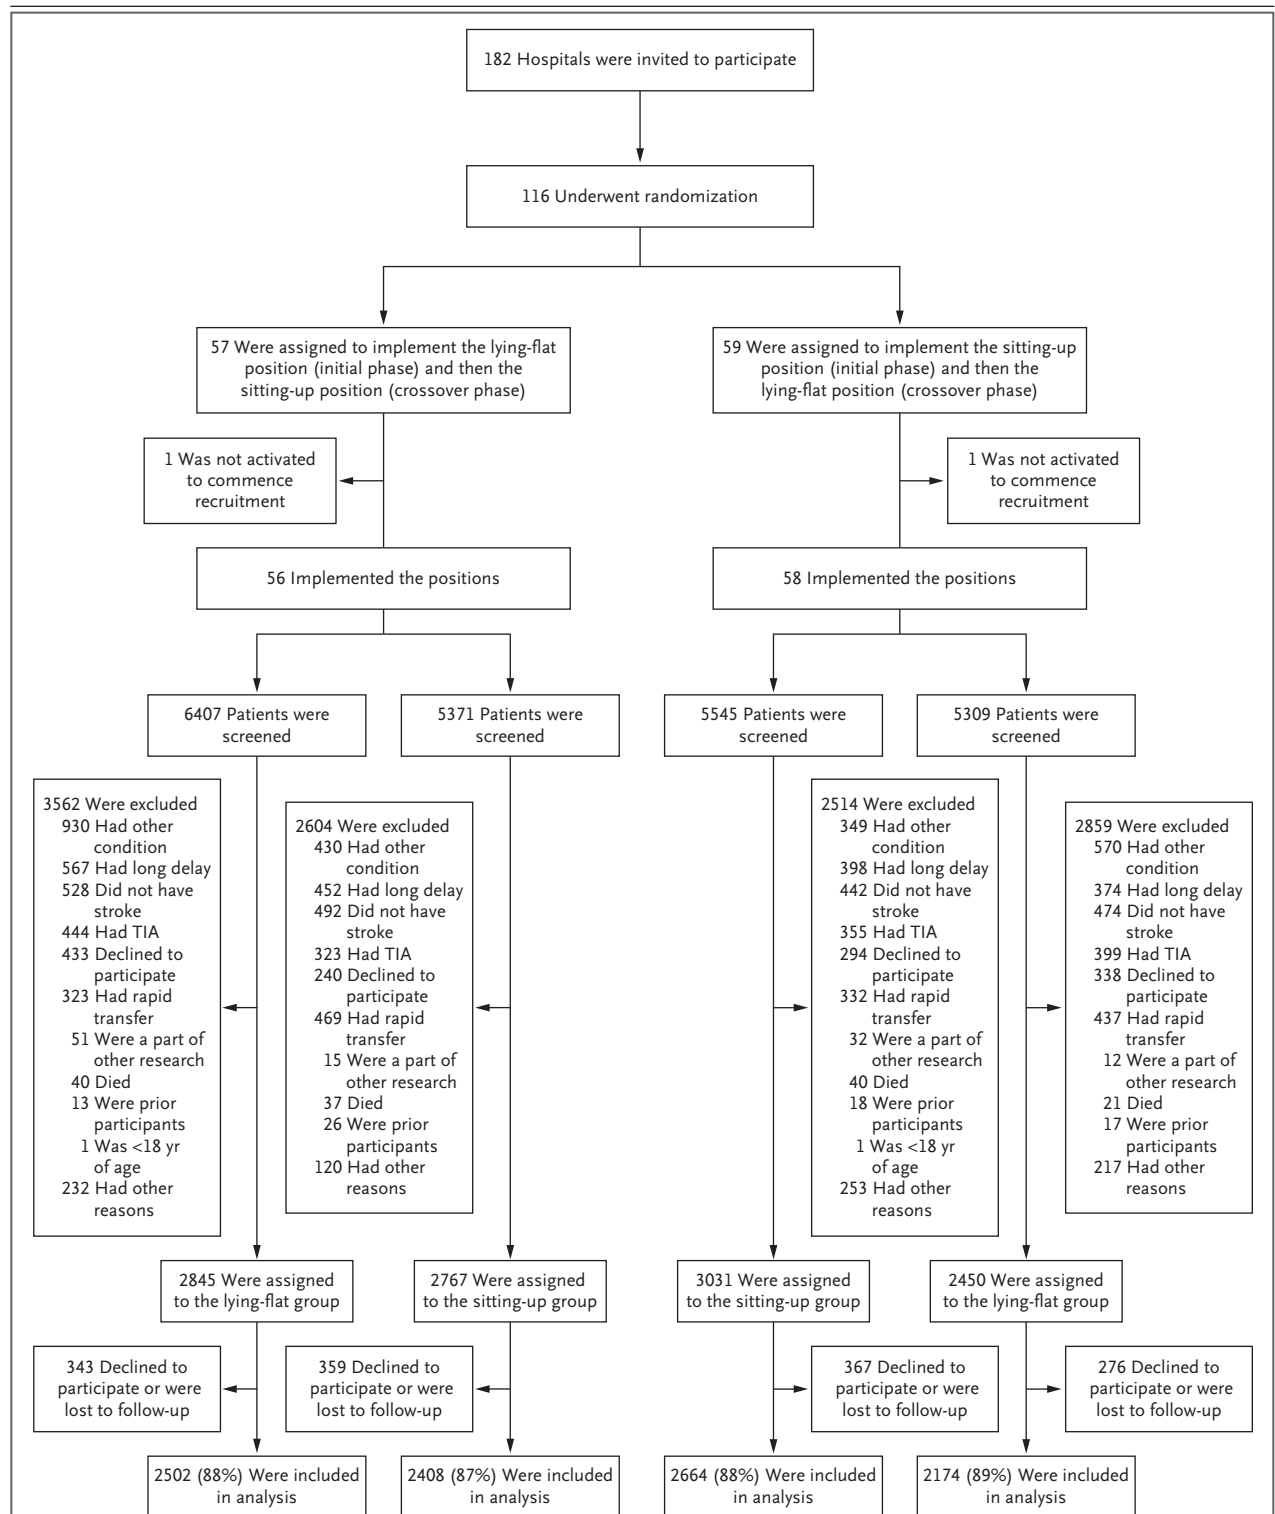 182 Hospitals were invited to participate
116 Underwent randomization
57 Were assigned to implement the lying-flat
position (initial phase) and then the
sitting-up position (crossover phase)
59 Were assigned to implement the sitting-up
position (initial phase) and then the
lying-flat position (crossover phase)
1 Was not activated
to commence
recruitment
1 Was not activated
to commence
recruitment
56 Implemented the positions
58 Implemented the positions
6407 Patients were
screened
5371 Patients were
screened
5545 Patients were
screened
5309 Patients were
screened
3562 Were excluded
930 Had other
condition
567 Had long delay
528 Did not have
stroke
444 Had TIA
433 Declined to
participate
323 Had rapid
transfer
51 Were a part of
other research
40 Died
13 Were prior
participants
1 Was <18 yr
of age
232 Had other
reasons
2604 Were excluded
430 Had other
condition
452 Had long delay
492 Did not have
stroke
323 Had TIA
240 Declined to
participate
469 Had rapid
transfer
15 Were a part of
other research
37 Died
26 Were prior
participants
120 Had other
reasons
2514 Were excluded
349 Had other
condition
398 Had long delay
442 Did not have
stroke
355 Had TIA
294 Declined to
participate
332 Had rapid
transfer
32 Were a part of
other research
40 Died
18 Were prior
participants
1 Was <18 yr
of age
253 Had other
reasons
2859 Were excluded
570 Had other
condition
374 Had long delay
474 Did not have
stroke
399 Had TIA
338 Declined to
participate
437 Had rapid
transfer
12 Were a part of
other research
21 Died
17 Were prior
participants
217 Had other
reasons
2845 Were assigned
to the lying-flat group
2767 Were assigned
to the sitting-up group
3031 Were assigned
to the sitting-up group
2450 Were assigned
to the lying-flat group
343 Declined to
participate or were
lost to follow-up
359 Declined to
participate or were
lost to follow-up
367 Declined to
participate or were
lost to follow-up
276 Declined to
participate or were
lost to follow-up
2502 (88%) Were included
in analysis
2408 (87%) Were included
in analysis
2664 (88%) Were included
in analysis
2174 (89%) Were included
in analysis